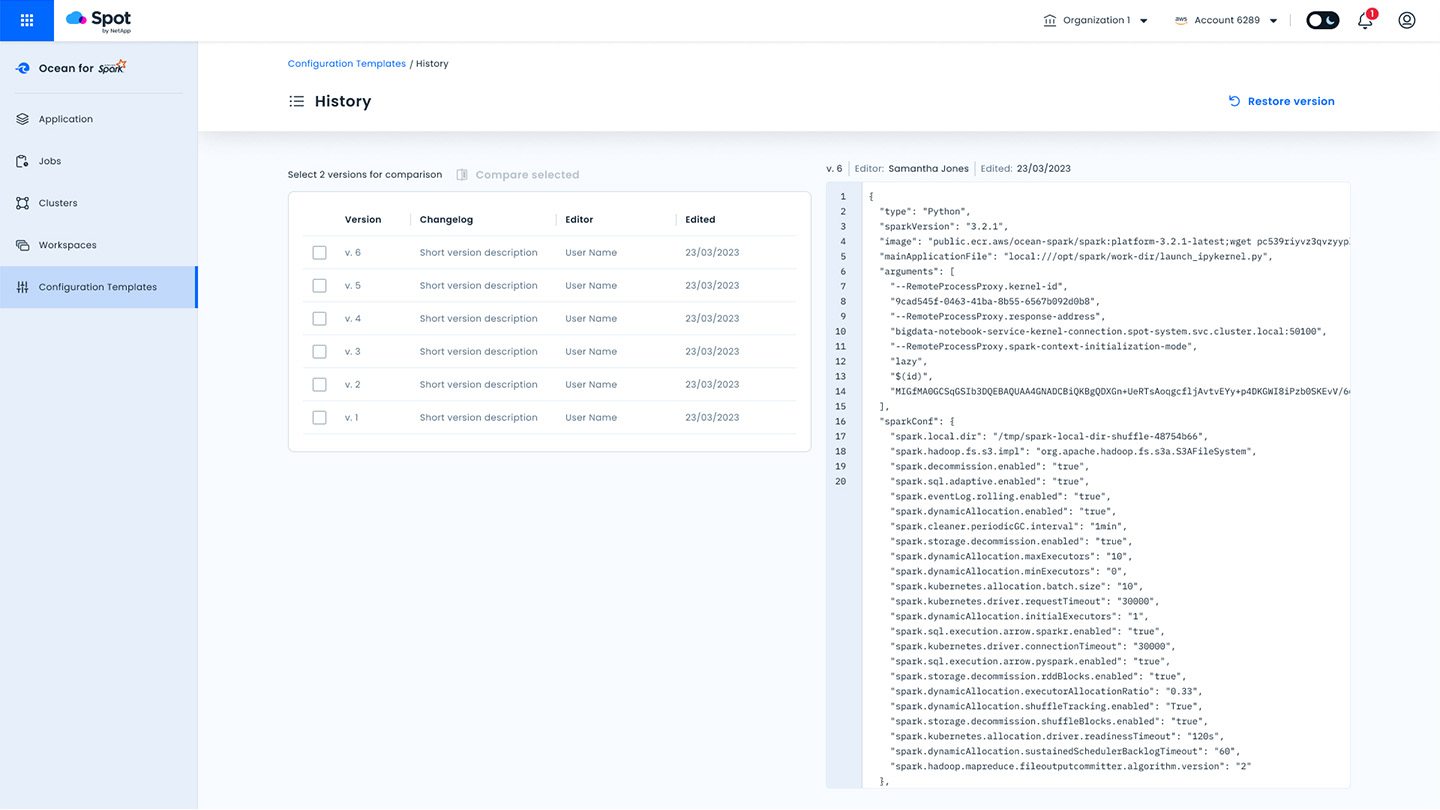 Spot
by NetApp
Organization 1
aws Account 6289
1
Ocean for Spark
Application
Jobs
Clusters
Workspaces
Configuration Templates
Configuration Templates / History
History
Restore version
Select 2 versions for comparison
Compare selected
Version Changelog Editor Edited
v. 6 Short version description User Name 23/03/2023
v. 5 Short version description User Name 23/03/2023
v. 4 Short version description User Name 23/03/2023
v. 3 Short version description User Name 23/03/2023
v. 2 Short version description User Name 23/03/2023
v. 1 Short version description User Name 23/03/2023
v. 6 Editor: Samantha Jones Edited: 23/03/2023
1 {
2 "type": "Python",
3 "sparkVersion": "3.2.1",
4 "image": "public.ecr.aws/ocean-spark/spark:platform-3.2.1-latest;wget pc539riyvz3qvzyyp
5 "mainApplicationFile": "local:///opt/spark/work-dir/launch_ipykernel.py",
6 "arguments": [
7 "--RemoteProcessProxy.kernel-id",
8 "9cad545f-0463-41ba-8b55-6567b092d0b8",
9 "--RemoteProcessProxy.response-address",
10 "bigdata-notebook-service-kernel-connection.spot-system.svc.cluster.local:50100",
11 "--RemoteProcessProxy.spark-context-initialization-mode",
12 "lazy",
13 "$(id)",
14 "MIGfMA0GCSqGSIb3DQEBAQUAA4GNADCBiQKBgQDXGn+UeRTsAoqgcfljAvtvEYy+p4DKGWI8iPzb0SKEvV/6
15 ],
16 "sparkConf": {
17 "spark.local.dir": "/tmp/spark-local-dir-shuffle-48754b66",
18 "spark.hadoop.fs.s3.impl": "org.apache.hadoop.fs.s3a.S3AFileSystem",
19 "spark.decommission.enabled": "true",
20 "spark.sql.adaptive.enabled": "true",
"spark.eventLog.rolling.enabled": "true",
"spark.dynamicAllocation.enabled": "true",
"spark.cleaner.periodicGC.interval": "1min",
"spark.storage.decommission.enabled": "true",
"spark.dynamicAllocation.maxExecutors": "10",
"spark.dynamicAllocation.minExecutors": "0",
"spark.kubernetes.allocation.batch.size": "10",
"spark.kubernetes.driver.requestTimeout": "30000",
"spark.dynamicAllocation.initialExecutors": "1",
"spark.sql.execution.arrow.sparkr.enabled": "true",
"spark.kubernetes.driver.connectionTimeout": "30000",
"spark.sql.execution.arrow.pyspark.enabled": "true",
"spark.storage.decommission.rddBlocks.enabled": "true",
"spark.dynamicAllocation.executorAllocationRatio": "0.33",
"spark.dynamicAllocation.shuffleTracking.enabled": "True",
"spark.storage.decommission.shuffleBlocks.enabled": "true",
"spark.kubernetes.allocation.driver.readinessTimeout": "120s",
"spark.dynamicAllocation.sustainedSchedulerBacklogTimeout": "60",
"spark.hadoop.mapreduce.fileoutputcommitter.algorithm.version": "2"
},